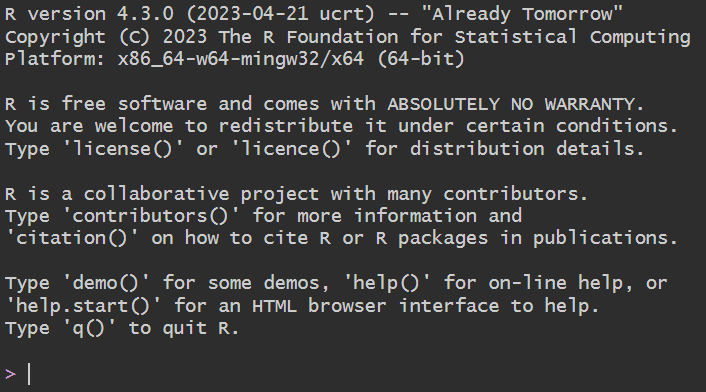 R version 4.3.0 (2023-04-21 ucrt) -- "Already Tomorrow"
Copyright (C) 2023 The R Foundation for Statistical Computing
Platform: x86_64-w64-mingw32/x64 (64-bit)
R is free software and comes with ABSOLUTELY NO WARRANTY.
You are welcome to redistribute it under certain conditions.
Type 'license()' or 'licence()' for distribution details.
R is a collaborative project with many contributors.
Type 'contributors()' for more information and
'citation()' on how to cite R or R packages in publications.
Type 'demo()' for some demos, 'help()' for on-line help, or
'help.start()' for an HTML browser interface to help.
Type 'q()' to quit R.
>